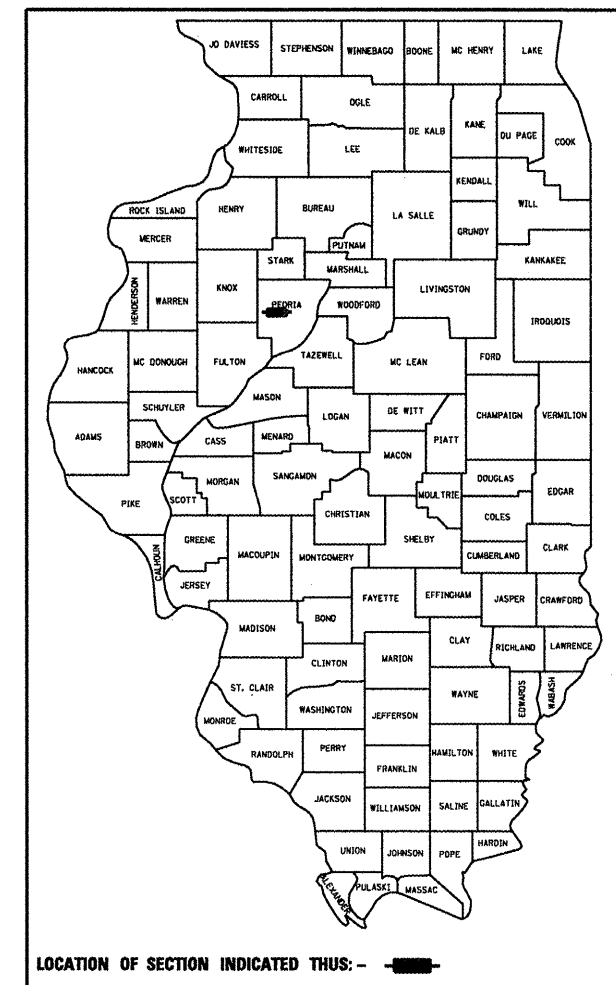 JO DAVIESS STEPHENSON WINNEBAGO BOONE MC HENRY LAKE
CARROLL OGLE
DE KALB KANE DU PAGE COOK
WHITESIDE LEE
KENDALL WILL
ROCK ISLAND HENRY BUREAU LA SALLE
MERCER PUTNAM GRUNDY
STARK MARSHALL KANKAKEE
HENDERSON WARREN KNOX PEORIA WOODFORD LIVINGSTON IROQUOIS
HANCOCK MC DONOUGH FULTON TAZEWELL MC LEAN FORD
MASON
SCHUYLER LOGAN DE WITT CHAMPAIGN VERMILION
ADAMS BROWN CASS MENARD PIATT
MACON
MORGAN SANGAMON DOUGLAS EDGAR
PIKE SCOTT MOULTRIE
CHRISTIAN COLES
GREENE SHELBY CLARK
CALHOUN MACOUPIN MONTGOMERY CUMBERLAND
JERSEY
FAYETTE EFFINGHAM JASPER CRAWFORD
MADISON BOND
CLAY RICHLAND LAWRENCE
CLINTON MARION
ST. CLAIR WAYNE EDWARDS WABASH
WASHINGTON JEFFERSON
MONROE
RANDOLPH PERRY HAMILTON WHITE
FRANKLIN
JACKSON WILLIAMSON SALINE GALLATIN
UNION JOHNSON POPE HARDIN
ALEXANDER PULASKI MASSAC
LOCATION OF SECTION INDICATED THUS: -